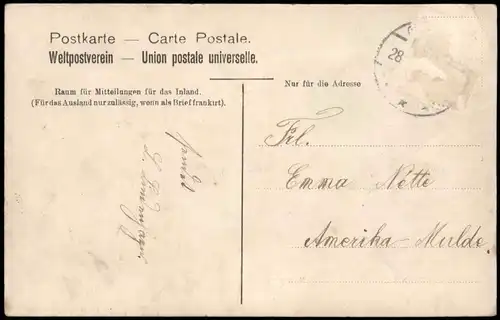 Postkarte — Carte Postale.
Weltpostverein — Union postale universelle.
Raum für Mitteilungen für das Inland.
(Für das Ausland nur zulässig, wenn als Brief frankirt).
Nur für die Adresse
28.
Frl.
Emma Nötte
Amerika-Mulde